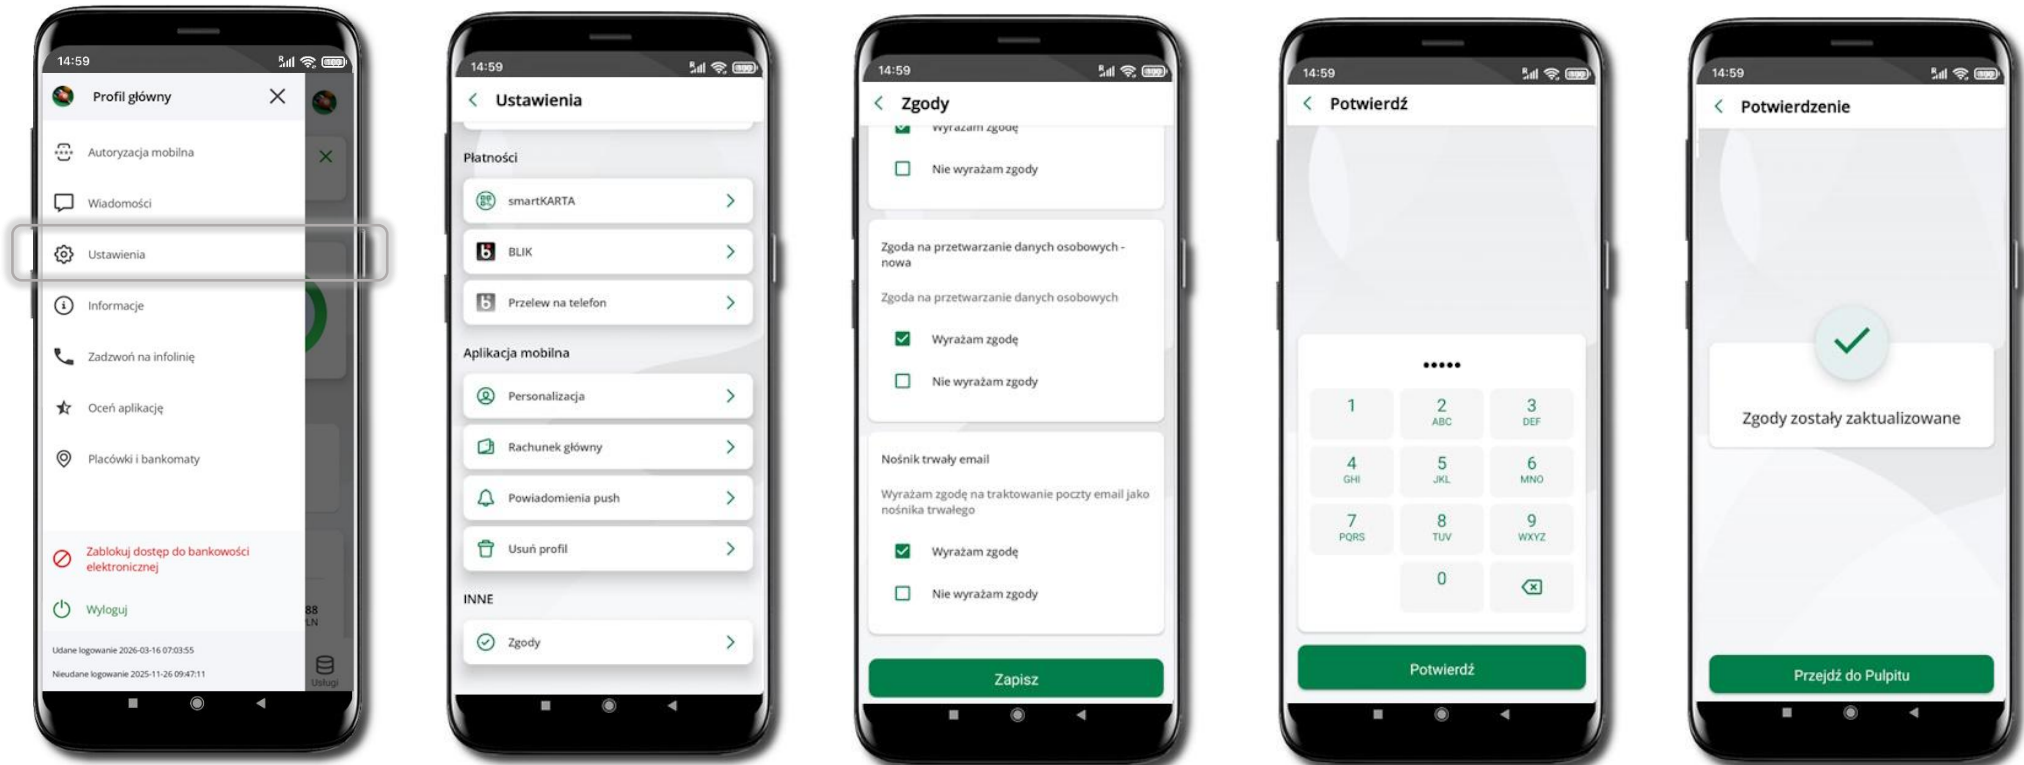 14:59
Profil główny
Autoryzacja mobilna
Wiadomości
Ustawienia
Informacje
Zadzwoń na infolinię
Oceń aplikację
Placówki i bankomaty
Zablokuj dostęp do bankowości
elektronicznej
Wyloguj
88
LN
Udane logowanie 2026-03-16 07:03:55
Nieudane logowanie 2025-11-26 09:47:11
Usługi
14:59
Ustawienia
Płatności
smartKARTA
BLIK
Przelew na telefon
Aplikacja mobilna
Personalizacja
Rachunek główny
Powiadomienia push
Usuń profil
INNE
Zgody
14:59
Zgody
Wyrażam zgodę
Nie wyrażam zgody
Zgoda na przetwarzanie danych osobowych -
nowa
Zgoda na przetwarzanie danych osobowych
Wyrażam zgodę
Nie wyrażam zgody
Nośnik trwały email
Wyrażam zgodę na traktowanie poczty email jako
nośnika trwałego
Wyrażam zgodę
Nie wyrażam zgody
Zapisz
14:59
Potwierdź
•••••
1 2 3
ABC DEF
4 5 6
GHI JKL MNO
7 8 9
PQRS TUV WXYZ
0
Potwierdź
14:59
Potwierdzenie
Zgody zostały zaktualizowane
Przejdź do Pulpitu